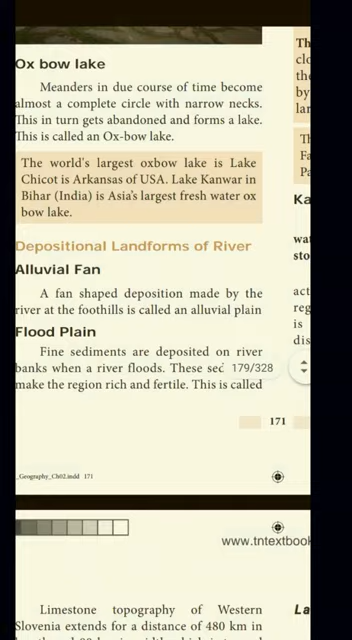 Ox bow lake
Meanders in due course of time become
almost a complete circle with narrow necks.
This in turn gets abandoned and forms a lake.
This is called an Ox-bow lake.
The world's largest oxbow lake is Lake
Chicot is Arkansas of USA. Lake Kanwar in
Bihar (India) is Asia's largest fresh water ox
bow lake.
Depositional Landforms of River
Alluvial Fan
A fan shaped deposition made by the
river at the foothills is called an alluvial plain
Flood Plain
Fine sediments are deposited on river
banks when a river floods. These
179/328
make the region rich and fertile. This is called
171
_Geography_Ch02.indd 171
www.tntextbook
Limestone topography of Western
Slovenia extends for a distance of 480 km in